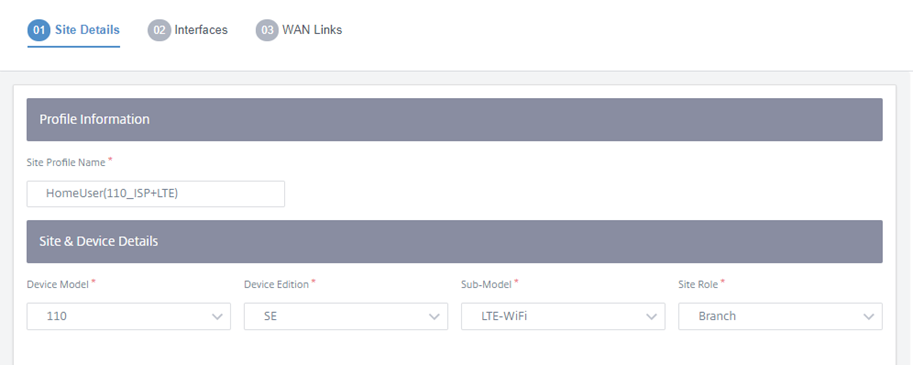 01 Site Details 02 Interfaces 03 WAN Links
Profile Information
Site Profile Name *
HomeUser(110_ISP+LTE)
Site & Device Details
Device Model * Device Edition * Sub-Model * Site Role *
110 SE LTE-WiFi Branch